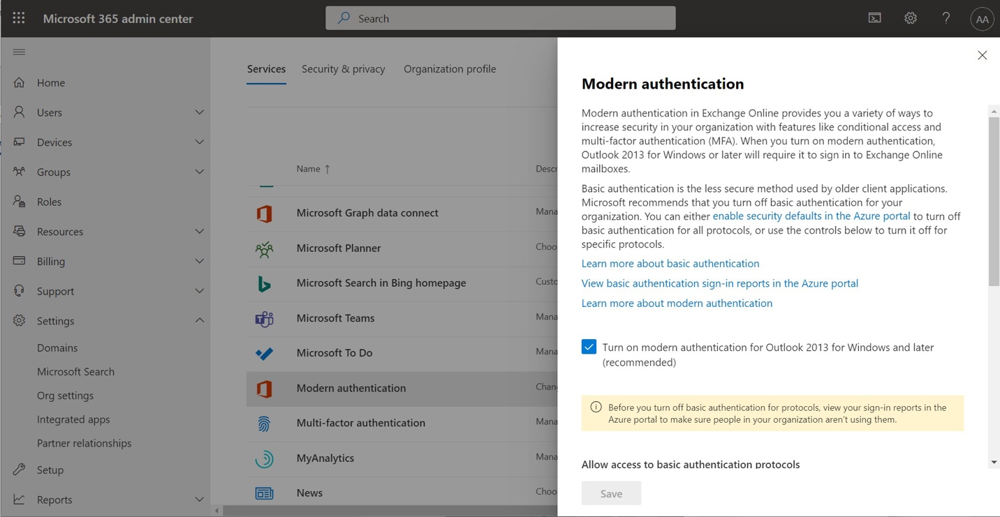 Microsoft 365 admin center
Search
AA
Home
Users
Devices
Groups
Roles
Resources
Billing
Support
Settings
Domains
Microsoft Search
Org settings
Integrated apps
Partner relationships
Setup
Reports
Services Security & privacy Organization profile
Name ↑ Descr
Microsoft Graph data connect Mana
Microsoft Planner Choo
Microsoft Search in Bing homepage Custo
Microsoft Teams Mana
Microsoft To Do Mana
Modern authentication Chang
Multi-factor authentication Mana
MyAnalytics Mana
News Choo
Modern authentication
Modern authentication in Exchange Online provides you a variety of ways to
increase security in your organization with features like conditional access and
multi-factor authentication (MFA). When you turn on modern authentication,
Outlook 2013 for Windows or later will require it to sign in to Exchange Online
mailboxes.
Basic authentication is the less secure method used by older client applications.
Microsoft recommends that you turn off basic authentication for your
organization. You can either enable security defaults in the Azure portal to turn off
basic authentication for all protocols, or use the controls below to turn it off for
specific protocols.
Learn more about basic authentication
View basic authentication sign-in reports in the Azure portal
Learn more about modern authentication
Turn on modern authentication for Outlook 2013 for Windows and later
(recommended)
Before you turn off basic authentication for protocols, view your sign-in reports in the
Azure portal to make sure people in your organization aren't using them.
Allow access to basic authentication protocols
Save